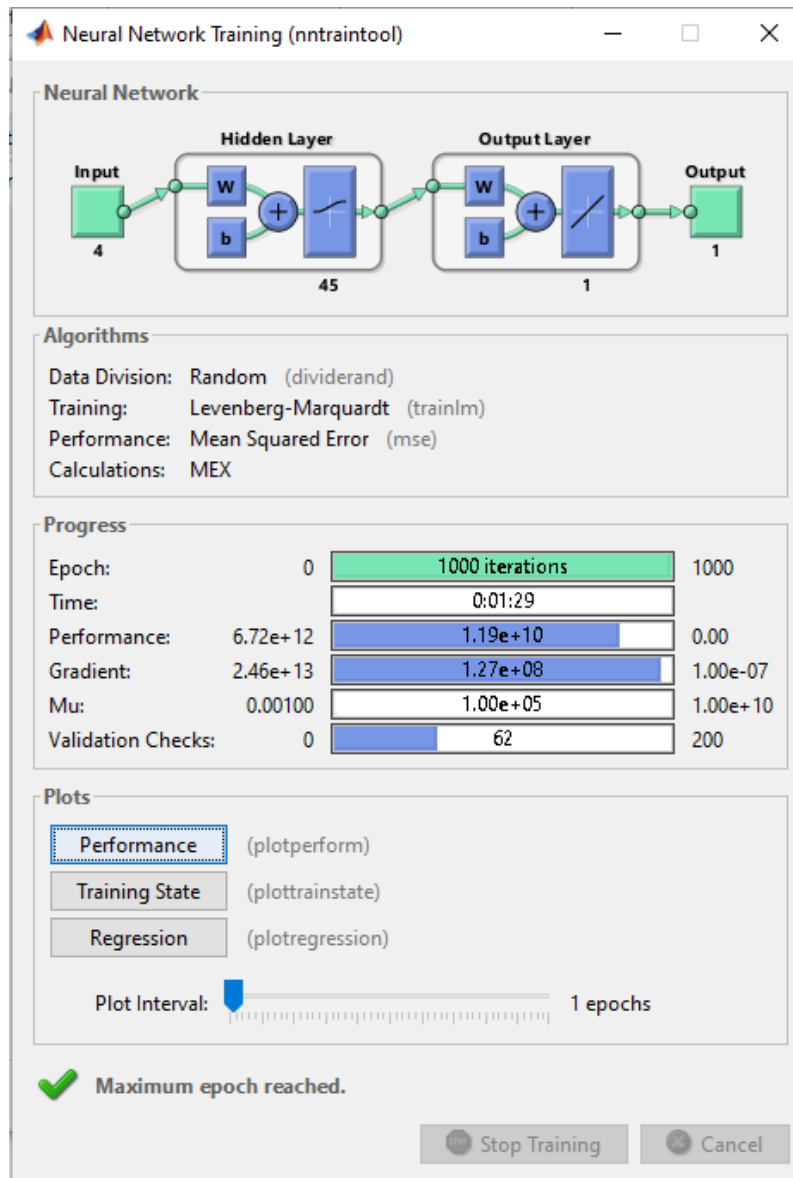 Neural Network Training (nntraintool)
Neural Network
Hidden Layer
Output Layer
Input
W
b
+
W
b
+
Output
4
45
1
1
Algorithms
Data Division: Random (dividerand)
Training: Levenberg-Marquardt (trainlm)
Performance: Mean Squared Error (mse)
Calculations: MEX
Progress
Epoch: 0 1000 iterations 1000
Time: 0:01:29
Performance: 6.72e+12 1.19e+10 0.00
Gradient: 2.46e+13 1.27e+08 1.00e-07
Mu: 0.00100 1.00e+05 1.00e+10
Validation Checks: 0 62 200
Plots
Performance (plotperform)
Training State (plottrainstate)
Regression (plotregression)
Plot Interval: 1 epochs
Maximum epoch reached.
STOP Stop Training Cancel